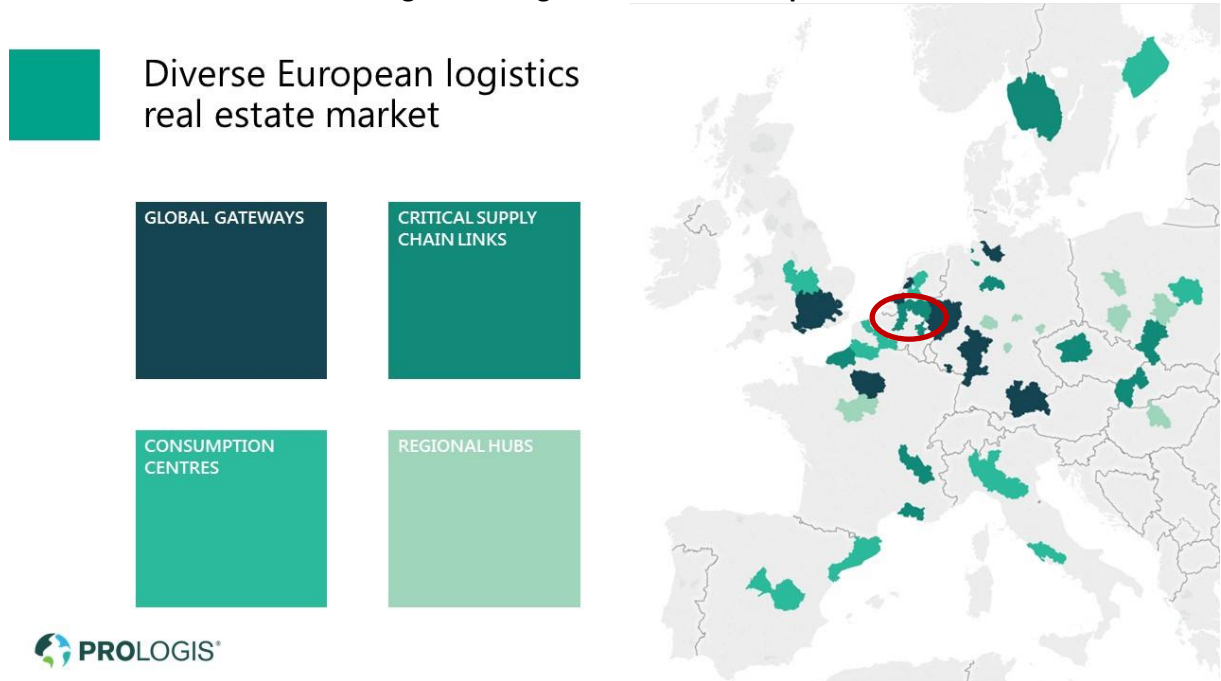 Diverse European logistics
real estate market
GLOBAL GATEWAYS
CRITICAL SUPPLY
CHAIN LINKS
CONSUMPTION
CENTRES
REGIONAL HUBS
PROLOGIS®